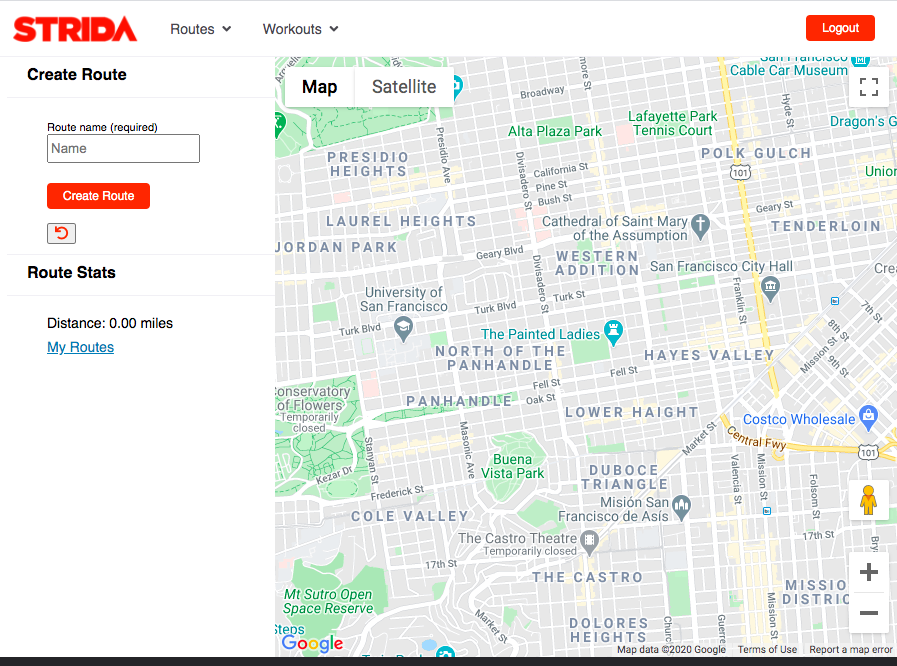 STRIDA
Routes
Workouts
Logout
Create Route
Route name (required)
Name
Create Route
Route Stats
Distance: 0.00 miles
My Routes
Map
Satellite
Broadway
Presidio Ave
Divisadero St
Cable Car Museum
Hyde St
Dragon's G
Lafayette Park
Tennis Court
Alta Plaza Park
POLK GULCH
101
PRESIDIO
HEIGHTS
California St
Pine St
Bush St
Union
Geary St
TENDERLOIN
LAUREL HEIGHTS
Cathedral of Saint Mary
of the Assumption
JORDAN PARK
Geary Blvd
WESTERN
ADDITION
Divisadero St
San Francisco City Hall
Franklin St
Crea
University of
San Francisco
Turk St
Turk Blvd
Turk Blvd
7th St
8th St
9th St
Mission St
The Painted Ladies
NORTH OF THE
PANHANDLE
HAYES VALLEY
Fell St
Fell St
Oak St
Conservatory
of Flowers
Temporarily
closed
PANHANDLE
LOWER HAIGHT
Costco Wholesale
Market St
Central Fwy
101
Masonic Ave
Stanyan St
Kezar Dr
Buena
Vista Park
DUBOCE
TRIANGLE
Valencia St
Mission St
Folsom St
Frederick St
Misión San
Francisco de Asís
COLE VALLEY
The Castro Theatre
Temporarily closed
17th St
17th St
THE CASTRO
Mt Sutro Open
Space Reserve
MISSIO
DISTRIC
Mission St
Market St
DOLORES
HEIGHTS
Guerre
Steps
Google
Map data ©2020 Google
Terms of Use
Report a map error